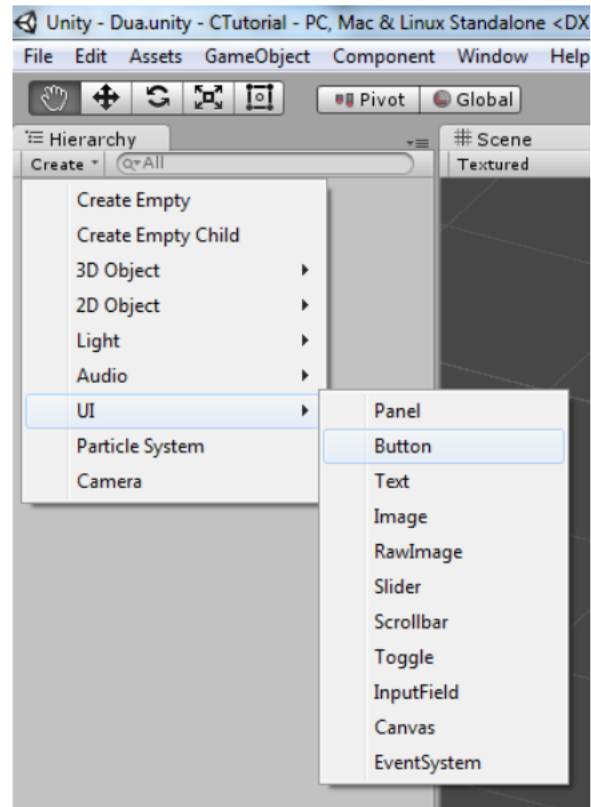 Unity - Dua.unity - CTutorial - PC, Mac & Linux Standalone <DX
File Edit Assets GameObject Component Window Help
Pivot Global
Hierarchy
Scene
Create All
Textured
Create Empty
Create Empty Child
3D Object
2D Object
Light
Audio
UI
Particle System
Camera
Panel
Button
Text
Image
RawImage
Slider
Scrollbar
Toggle
InputField
Canvas
EventSystem